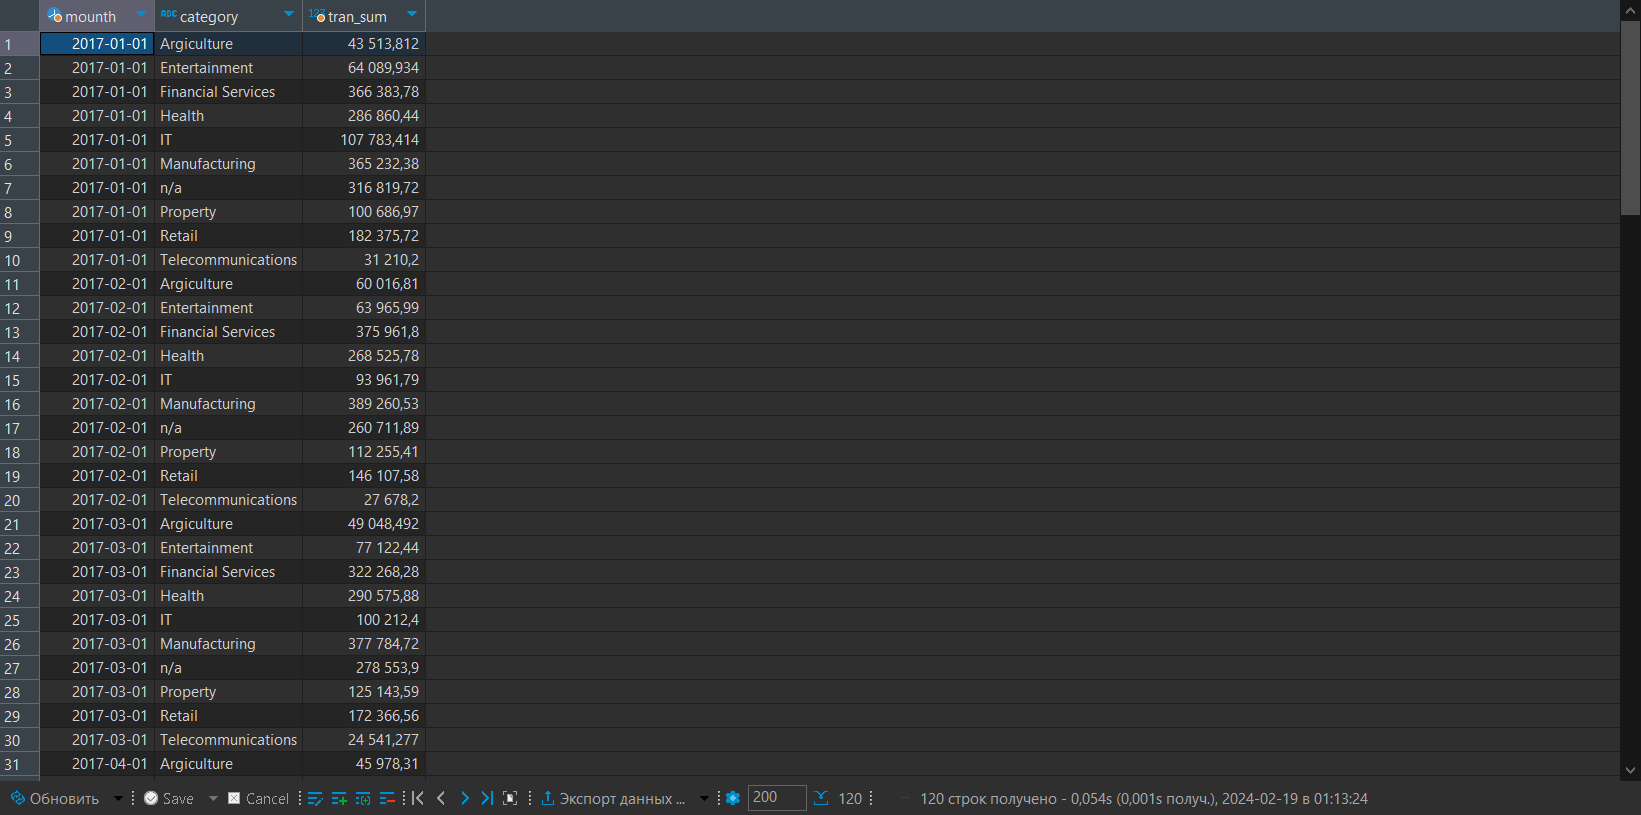 mounth ABC category 123 tran_sum
1 2017-01-01 Argiculture 43 513,812
2 2017-01-01 Entertainment 64 089,934
3 2017-01-01 Financial Services 366 383,78
4 2017-01-01 Health 286 860,44
5 2017-01-01 IT 107 783,414
6 2017-01-01 Manufacturing 365 232,38
7 2017-01-01 n/a 316 819,72
8 2017-01-01 Property 100 686,97
9 2017-01-01 Retail 182 375,72
10 2017-01-01 Telecommunications 31 210,2
11 2017-02-01 Argiculture 60 016,81
12 2017-02-01 Entertainment 63 965,99
13 2017-02-01 Financial Services 375 961,8
14 2017-02-01 Health 268 525,78
15 2017-02-01 IT 93 961,79
16 2017-02-01 Manufacturing 389 260,53
17 2017-02-01 n/a 260 711,89
18 2017-02-01 Property 112 255,41
19 2017-02-01 Retail 146 107,58
20 2017-02-01 Telecommunications 27 678,2
21 2017-03-01 Argiculture 49 048,492
22 2017-03-01 Entertainment 77 122,44
23 2017-03-01 Financial Services 322 268,28
24 2017-03-01 Health 290 575,88
25 2017-03-01 IT 100 212,4
26 2017-03-01 Manufacturing 377 784,72
27 2017-03-01 n/a 278 553,9
28 2017-03-01 Property 125 143,59
29 2017-03-01 Retail 172 366,56
30 2017-03-01 Telecommunications 24 541,277
31 2017-04-01 Argiculture 45 978,31
Обновить Save Cancel Экспорт данных ... 200 120 120 строк получено - 0,054s (0,001s получ.), 2024-02-19 в 01:13:24